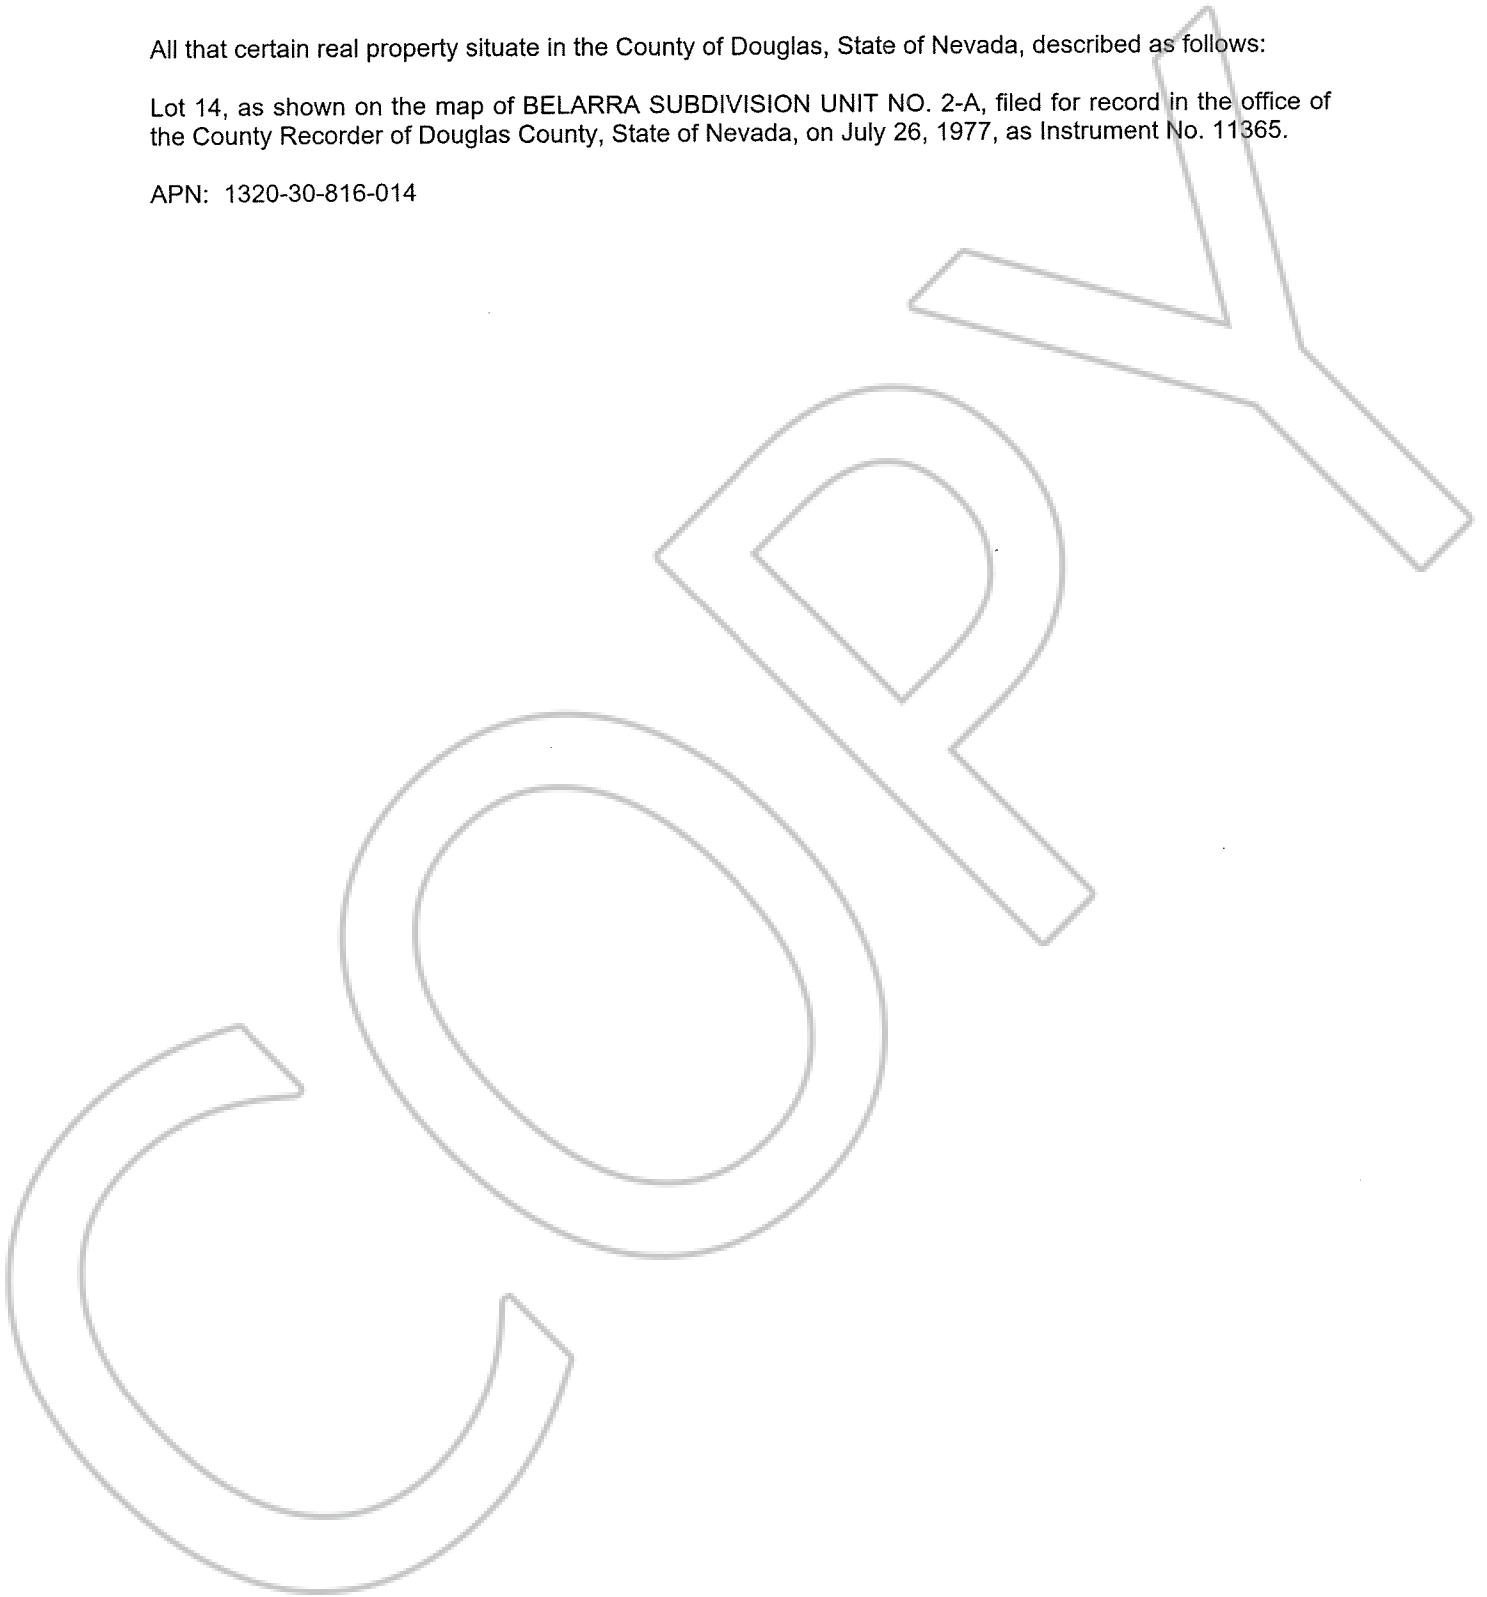 All that certain real property situate in the County of Douglas, State of Nevada, described as follows:
Lot 14, as shown on the map of BELARRA SUBDIVISION UNIT NO. 2-A, filed for record in the office of
the County Recorder of Douglas County, State of Nevada, on July 26, 1977, as Instrument No. 11365.
APN: 1320-30-816-014
COPY